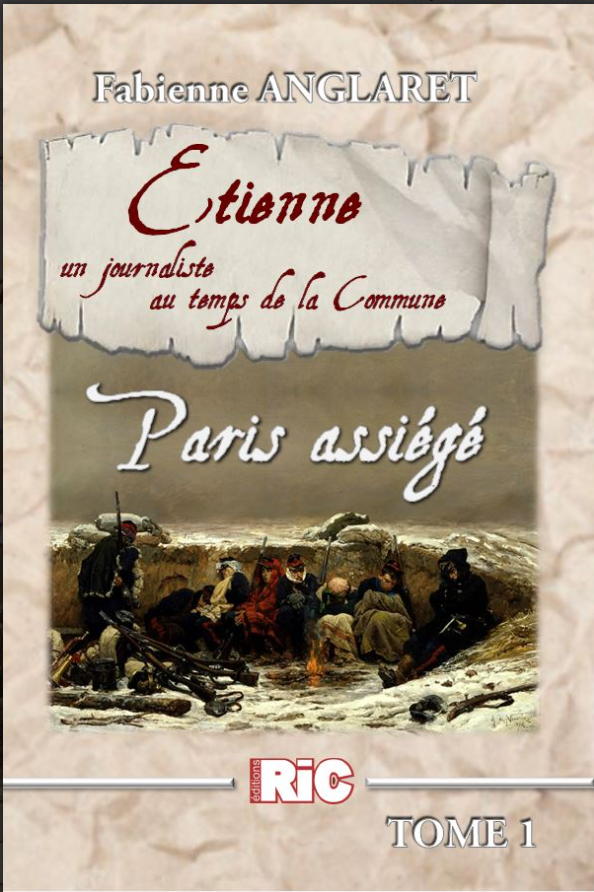 Fabienne ANGLARET
Etienne
un journaliste
au temps de la Commune
Paris assiégé
éditions
RiC
TOME 1